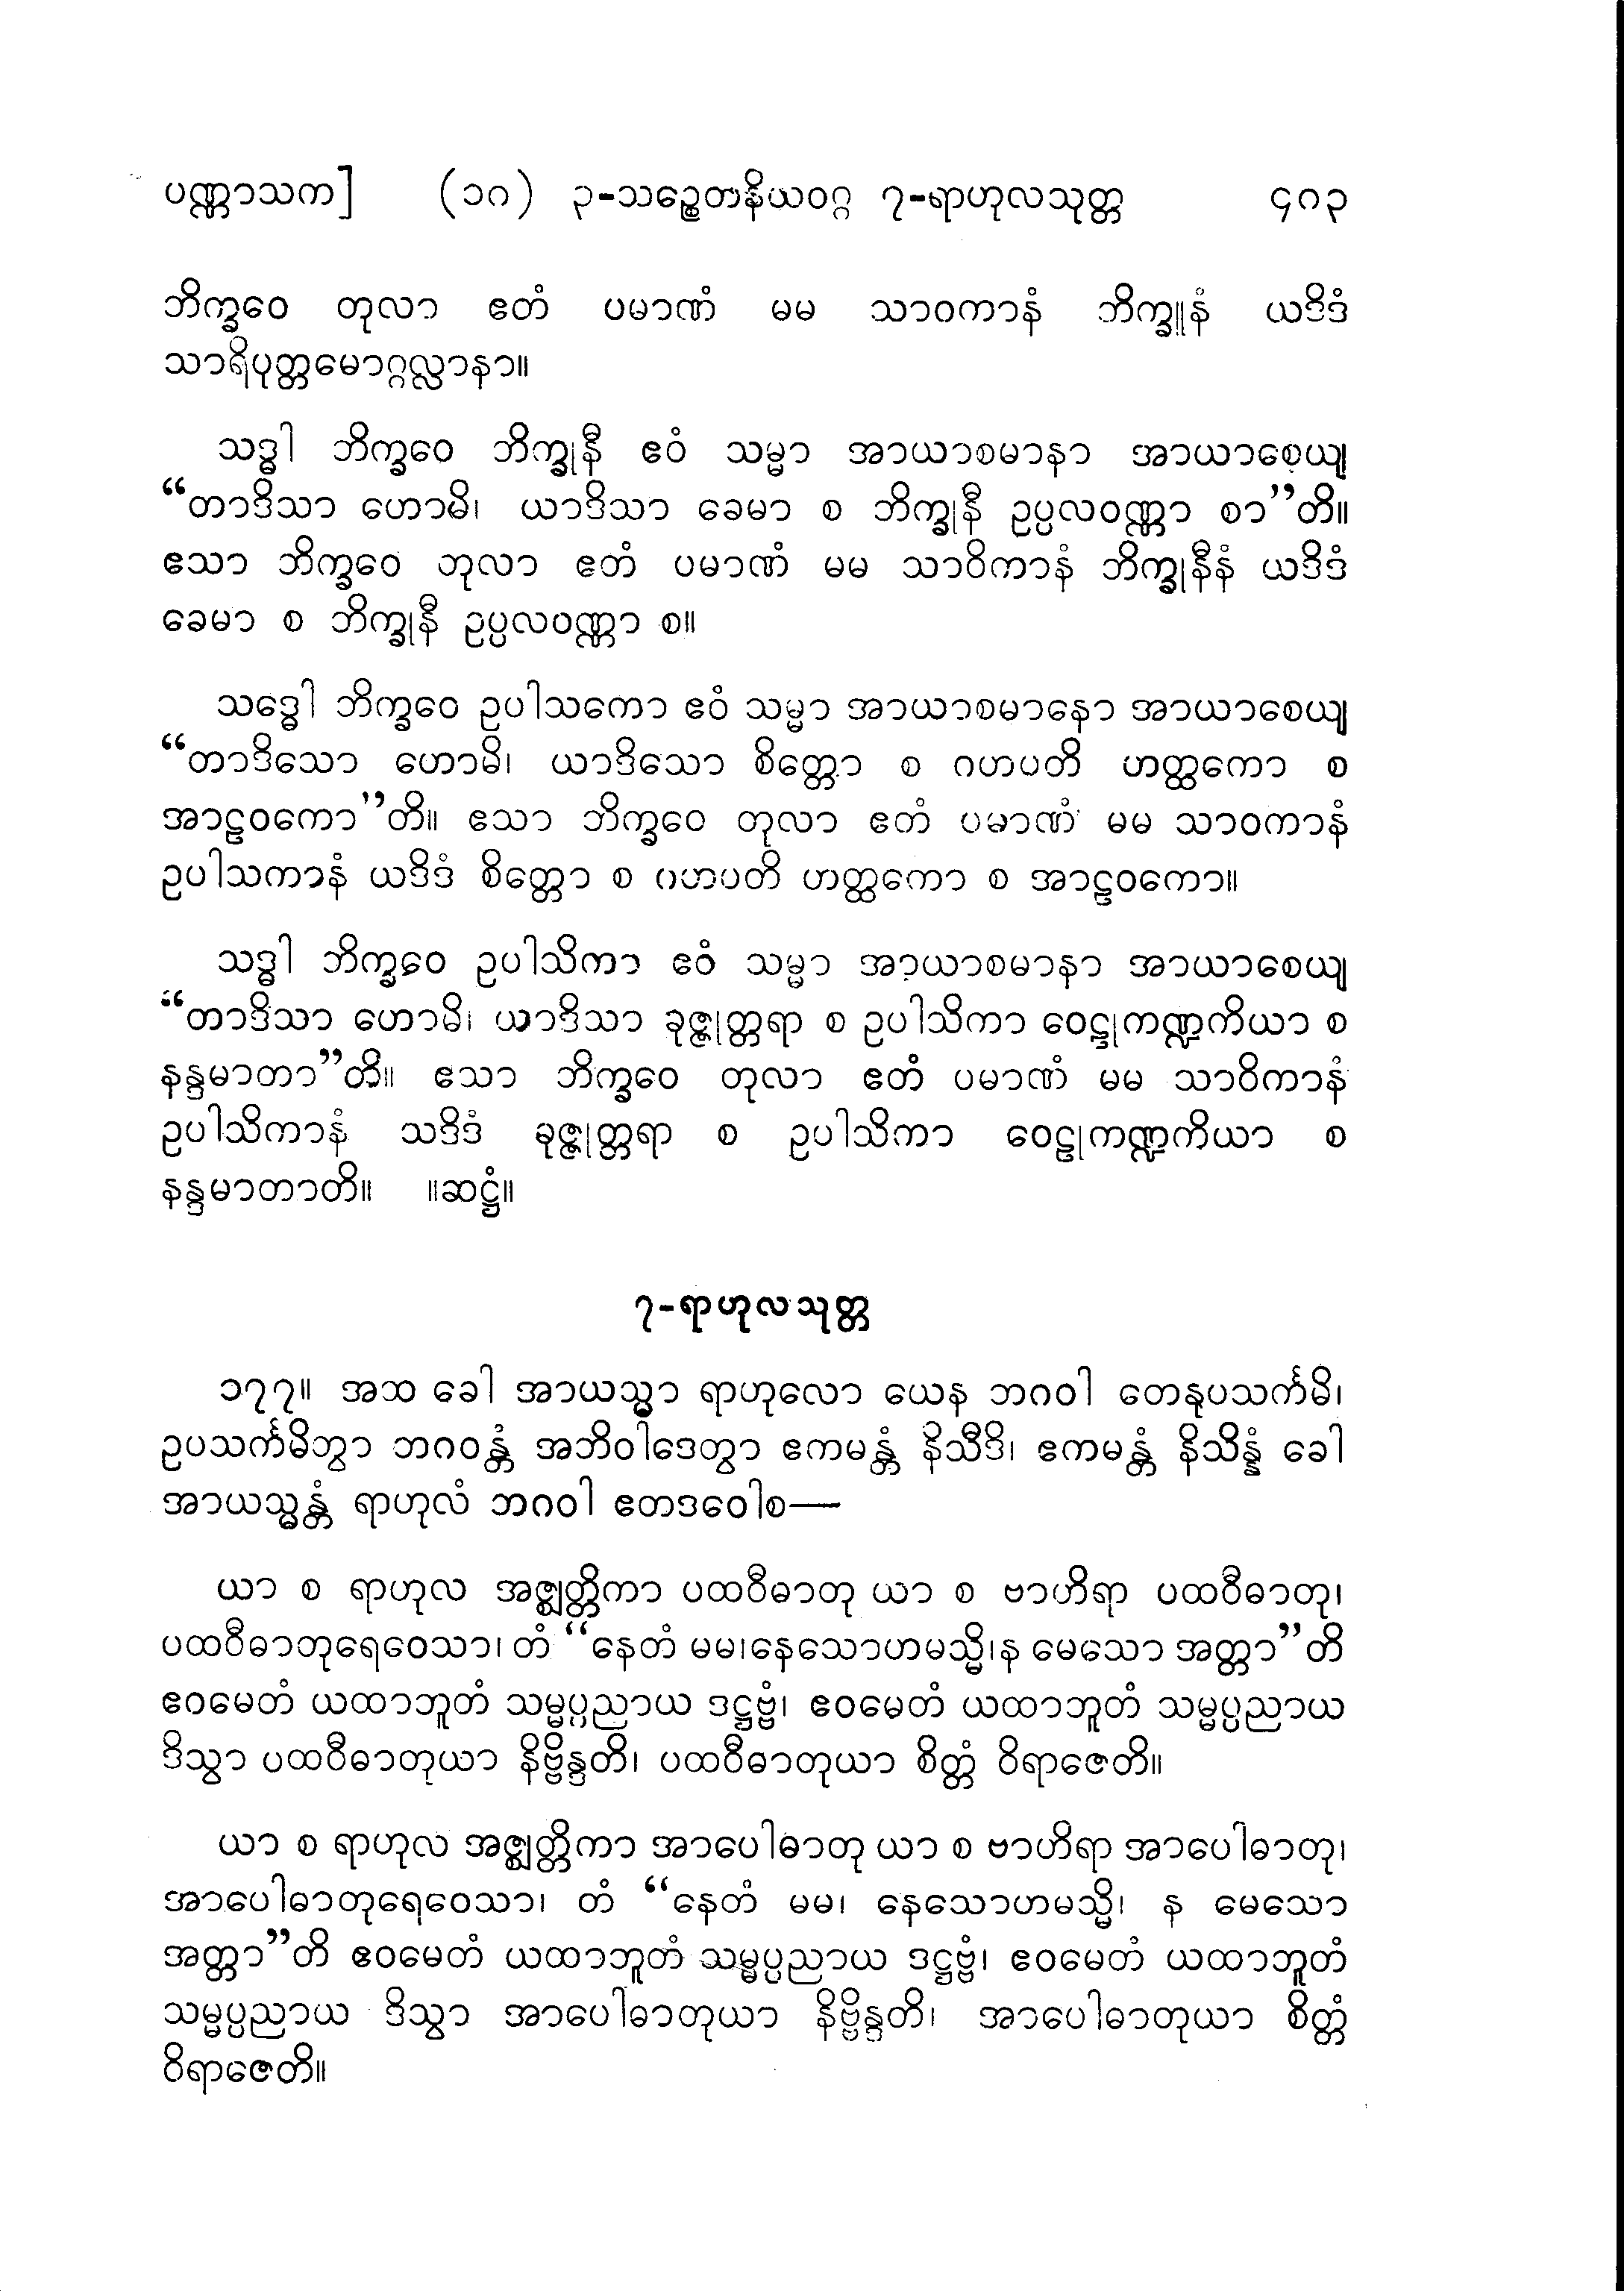 ပဏ္ဏာသက] (၁၈) ၃-သဉ္စေတနိယဝဂ္ဂ ၇-ရာဟုလသုတ္တ ၄၈၃
ဘိက္ခဝေ တုလာ ဧတံ ပမာဏံ မမ သာဝကာနံ ဘိက္ခူနံ ယဒိဒံ
သာရိပုတ္တမောဂ္ဂလ္လာနာ။
သဒ္ဓါ ဘိက္ခဝေ ဘိက္ခုနီ ဧဝံ သမ္မာ အာယာစမာနာ အာယာစေယျ
“တာဒိသာ ဟောမိ၊ ယာဒိသာ ခေမာ စ ဘိက္ခုနီ ဥပ္ပလဝဏ္ဏာ စာ”တိ။
ဧသာ ဘိက္ခဝေ တုလာ ဧတံ ပမာဏံ မမ သာဝိကာနံ ဘိက္ခုနီနံ ယဒိဒံ
ခေမာ စ ဘိက္ခုနီ ဥပ္ပလဝဏ္ဏာ စ။
သဒ္ဓေါ ဘိက္ခဝေ ဥပါသကော ဧဝံ သမ္မာ အာယာစမာနော အာယာစေယျ
“တာဒိသော ဟောမိ၊ ယာဒိသော စိတ္တော စ ဂဟပတိ ဟတ္ထကော စ
အာဠဝကော”တိ။ ဧသာ ဘိက္ခဝေ တုလာ ဧတံ ပမာဏံ မမ သာဝကာနံ
ဥပါသကာနံ ယဒိဒံ စိတ္တော စ ဂဟပတိ ဟတ္ထကော စ အာဠဝကော။
သဒ္ဓါ ဘိက္ခဝေ ဥပါသိကာ ဧဝံ သမ္မာ အာယာစမာနာ အာယာစေယျ
“တာဒိသာ ဟောမိ၊ ယာဒိသာ ခုဇ္ဇုတ္တရာ စ ဥပါသိကာ ဝေဠုကဏ္ဍကိယာ စ
နန္ဒမာတာ”တိ။ ဧသာ ဘိက္ခဝေ တုလာ ဧတံ ပမာဏံ မမ သာဝိကာနံ
ဥပါသိကာနံ သဒိဒံ ခုဇ္ဇုတ္တရာ စ ဥပါသိကာ ဝေဠုကဏ္ဍကိယာ စ
နန္ဒမာတာတိ။ ။ဆဋ္ဌံ။
၇-ရာဟုလသုတ္တ
၁၇၇။ အထ ခေါ အာယသ္မာ ရာဟုလော ယေန ဘဂဝါ တေနုပသင်္ကမိ၊
ဥပသင်္ကမိတွာ ဘဂဝန္တံ အဘိဝါဒေတွာ ဧကမန္တံ နိသီဒိ၊ ဧကမန္တံ နိသိန္နံ ခေါ
အာယသ္မန္တံ ရာဟုလံ ဘဂဝါ ဧတဒဝေါစ—
ယာ စ ရာဟုလ အဇ္ဈတ္တိကာ ပထဝီဓာတု ယာ စ ဗာဟိရာ ပထဝီဓာတု၊
ပထဝီဓာတုရေဝေသာ၊ တံ “နေတံ မမ၊နေသောဟမသ္မိ၊န မေသော အတ္တာ”တိ
ဧဝမေတံ ယထာဘူတံ သမ္မပ္ပညာယ ဒဋ္ဌဗ္ဗံ၊ ဧဝမေတံ ယထာဘူတံ သမ္မပ္ပညာယ
ဒိသွာ ပထဝီဓာတုယာ နိဗ္ဗိန္ဒတိ၊ ပထဝီဓာတုယာ စိတ္တံ ဝိရာဇေတိ။
ယာ စ ရာဟုလ အဇ္ဈတ္တိကာ အာပေါဓာတု ယာ စ ဗာဟိရာ အာပေါဓာတု၊
အာပေါဓာတုရေဝေသာ၊ တံ “နေတံ မမ၊ နေသောဟမသ္မိ၊ န မေသော
အတ္တာ”တိ ဧဝမေတံ ယထာဘူတံ သမ္မပ္ပညာယ ဒဋ္ဌဗ္ဗံ၊ ဧဝမေတံ ယထာဘူတံ
သမ္မပ္ပညာယ ဒိသွာ အာပေါဓာတုယာ နိဗ္ဗိန္ဒတိ၊ အာပေါဓာတုယာ စိတ္တံ
ဝိရာဇေတိ။